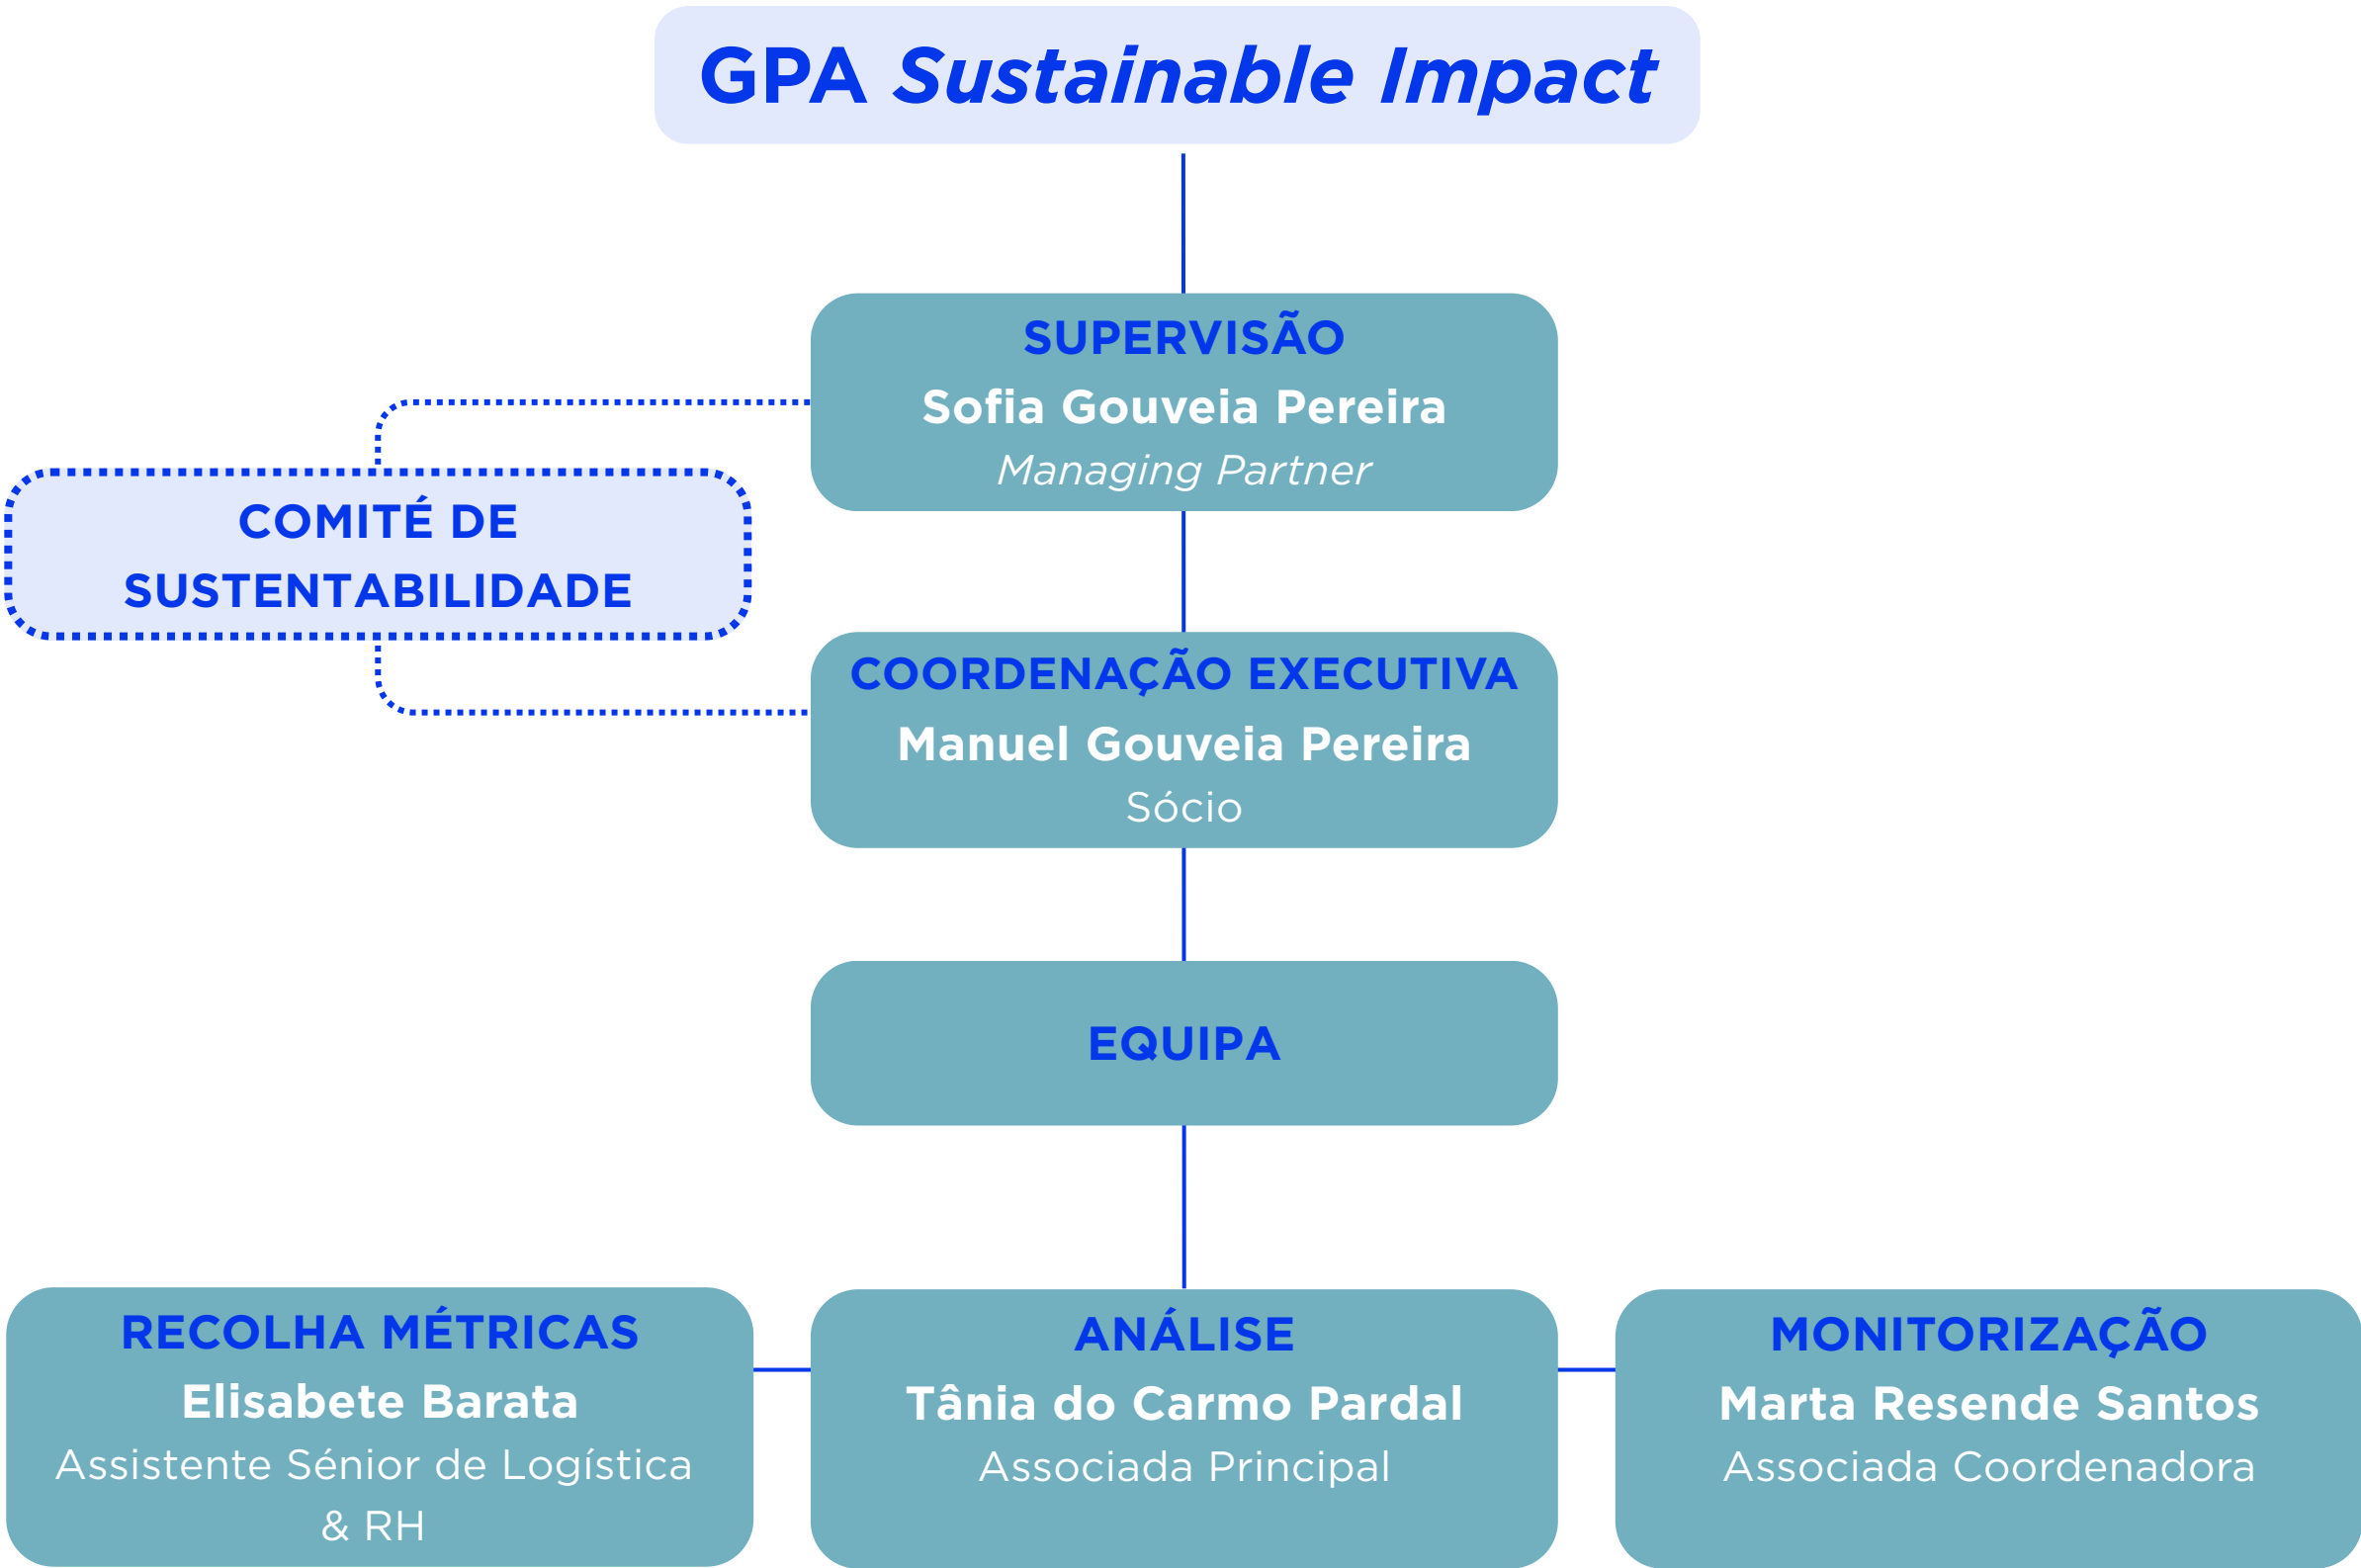 GPA Sustainable Impact
SUPERVISÃO
Sofia Gouveia Pereira
Managing Partner
COMITÉ DE
SUSTENTABILIDADE
COORDENAÇÃO EXECUTIVA
Manuel Gouveia Pereira
Sócio
EQUIPA
RECOLHA MÉTRICAS
Elisabete Barata
Assistente Sénior de Logística
& RH
ANÁLISE
Tânia do Carmo Pardal
Associada Principal
MONITORIZAÇÃO
Marta Resende Santos
Associada Coordenadora